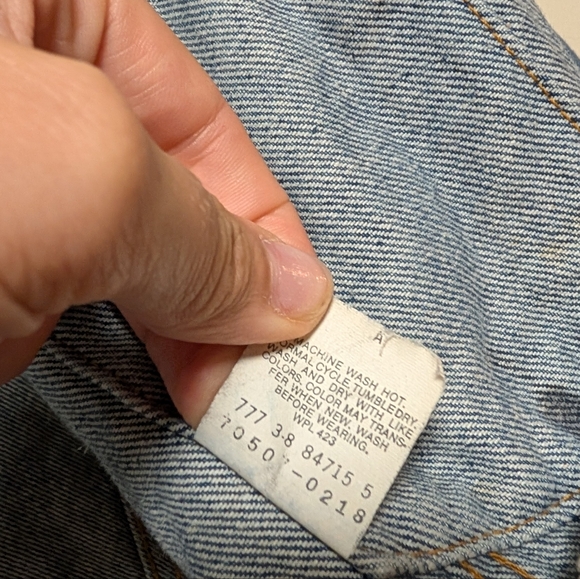 A
MACHINE WASH HOT,
NORMAL CYCLE, TUMBLE DRY.
WASH AND DRY WITH LIKE
COLORS. COLOR MAY TRANS-
FER WHEN NEW. WASH
BEFORE WEARING.
WPL 423
777 38 84715 5
70507-0218